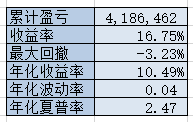 累计盈亏 4,186,462
收益率 16.75%
最大回撤 -3.23%
年化收益率 10.49%
年化波动率 0.04
年化夏普率 2.47